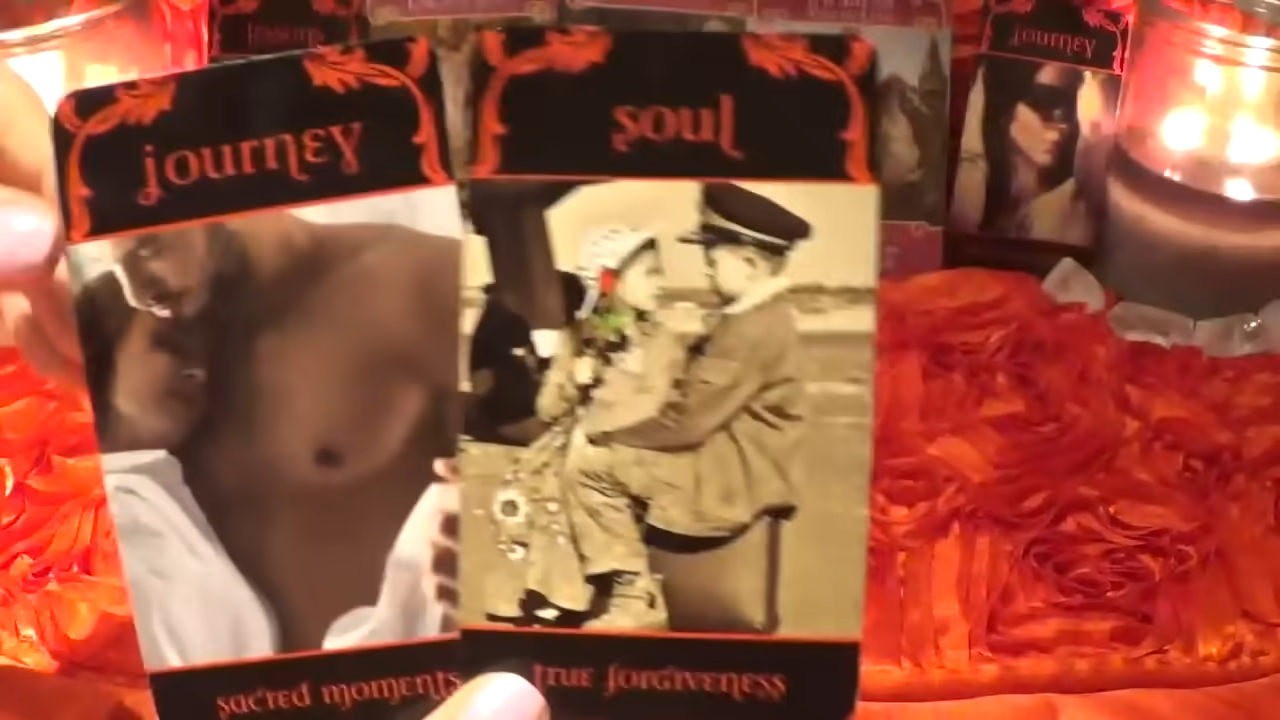 journey
soul
journey
sacred moments
true forgiveness